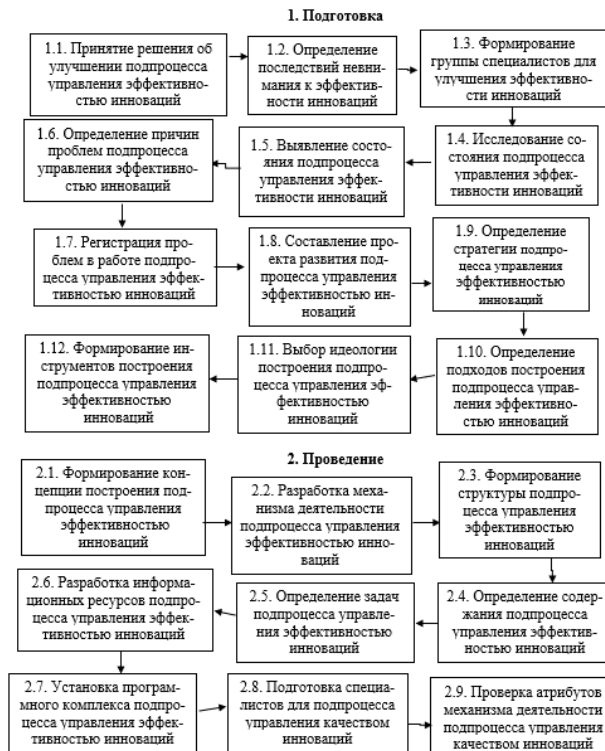 1. Подготовка
1.1. Принятие решения об
улучшении подпроцесса
управления эффективно-
стью инноваций
1.2. Определение
последствий невни-
мания к эффектив-
ности инноваций
1.3. Формирование
группы специалистов для
улучшения эффективно-
сти инноваций
1.4. Исследование со-
стояния подпроцесса
управления эффек-
тивности инноваций
1.5. Выявление состо-
яния подпроцесса
управления эффек-
тивности инноваций
1.6. Определение причин
проблем подпроцесса
управления эффективно-
стью инноваций
1.7. Регистрация про-
блем в работе подпро-
цесса управления эффек-
тивностью инноваций
1.8. Составление про-
екта развития под-
процесса управления
эффективностью ин-
новаций
1.9. Определение
стратегии подпро-
цесса управления
эффективностью
инноваций
1.10. Определение
подходов построения
подпроцесса управ-
ления эффективно-
стью инноваций
1.11. Выбор идеологии
построения подпро-
цесса управления эф-
фективностью
инноваций
1.12. Формирование ин-
струментов построения
подпроцесса управления
эффективностью
инноваций
2. Проведение
2.1. Формирование кон-
цепции построения под-
процесса управления
эффективностью
инноваций
2.2. Разработка меха-
низма деятельности
подпроцесса управления
эффективностью инно-
ваций
2.3. Формирование
структуры подпро-
цесса управления
эффективностью
инноваций
2.4. Определение содер-
жания подпроцесса
управления эффектив-
ностью инноваций
2.5. Определение задач
подпроцесса управле-
ния эффективностью
инноваций
2.6. Разработка информа-
ционных ресурсов подпро-
цесса управления эффек-
тивностью инноваций
2.7. Установка програм-
много комплекса подпро-
цесса управления эффек-
тивностью инноваций
2.8. Подготовка специа-
листов для подпроцесса
управления качеством
инноваций
2.9. Проверка атрибутов
механизма деятельности
подпроцесса управления
качеством инноваций